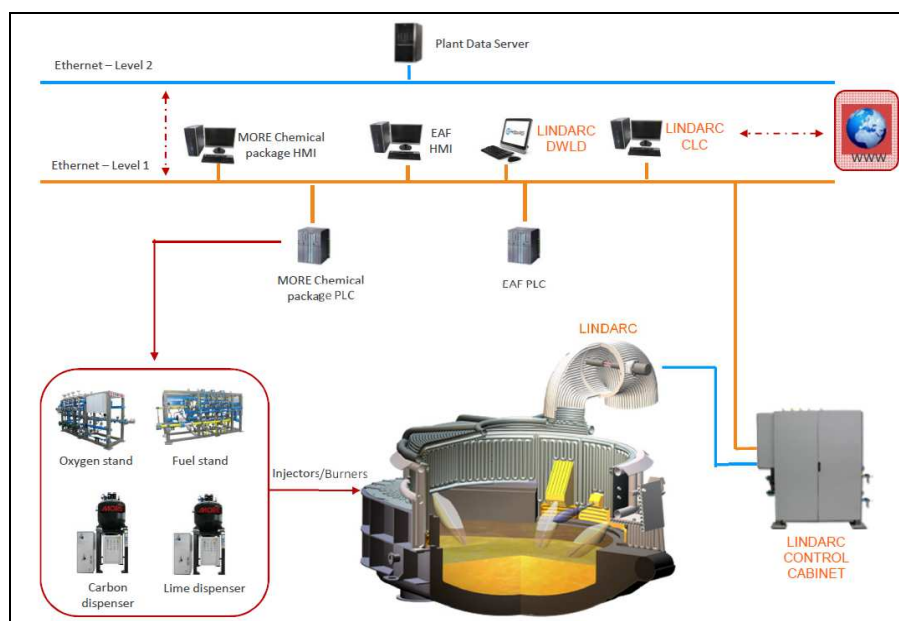 Plant Data Server
Ethernet – Level 2
MORE Chemical
package HMI
EAF
HMI
LINDARC
DWLD
LINDARC
CLC
WWW
Ethernet – Level 1
MORE Chemical
package PLC
EAF PLC
LINDARC
Oxygen stand
Fuel stand
Injectors/Burners
MORE
MORE
Carbon
dispenser
Lime dispenser
LINDARC
CONTROL
CABINET